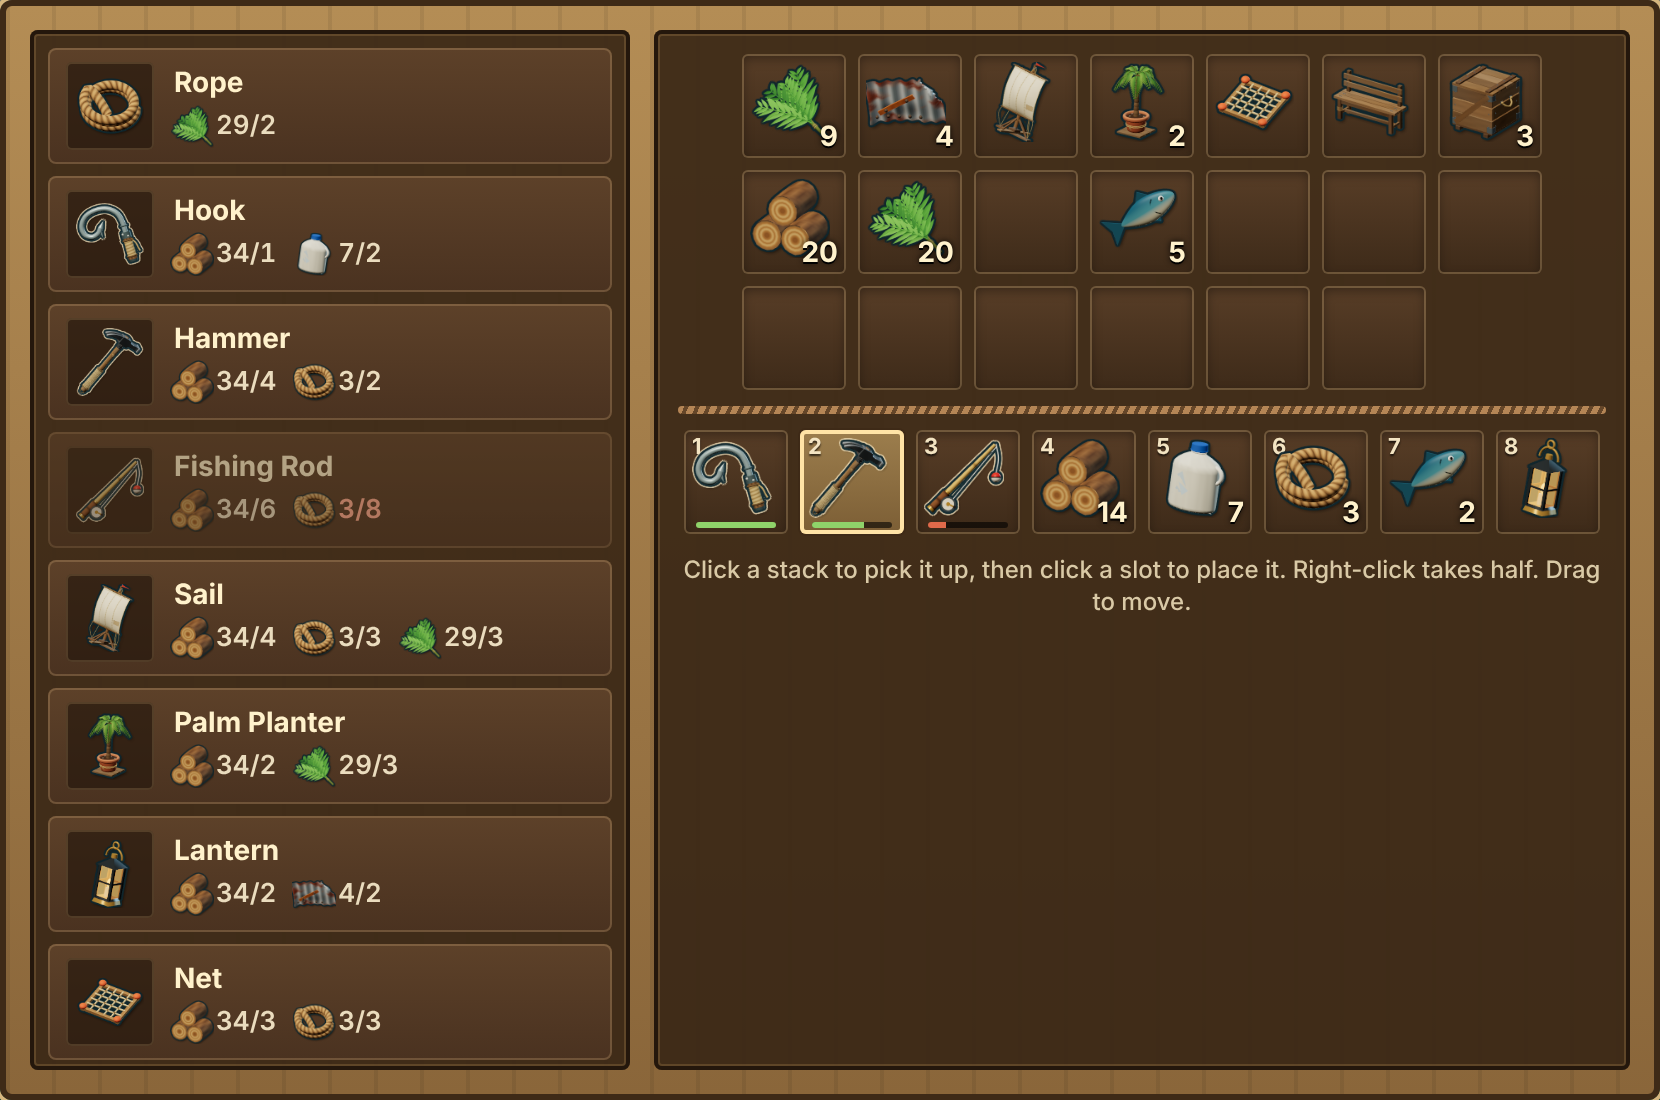 Rope
29/2
Hook
34/1 7/2
Hammer
34/4 3/2
Fishing Rod
34/6 3/8
Sail
34/4 3/3 29/3
Palm Planter
34/2 29/3
Lantern
34/2 4/2
Net
34/3 3/3
9 4 2 3
20 20 5
1 2 3 4 5 6 7 8
14 7 3 2
Click a stack to pick it up, then click a slot to place it. Right-click takes half. Drag
to move.